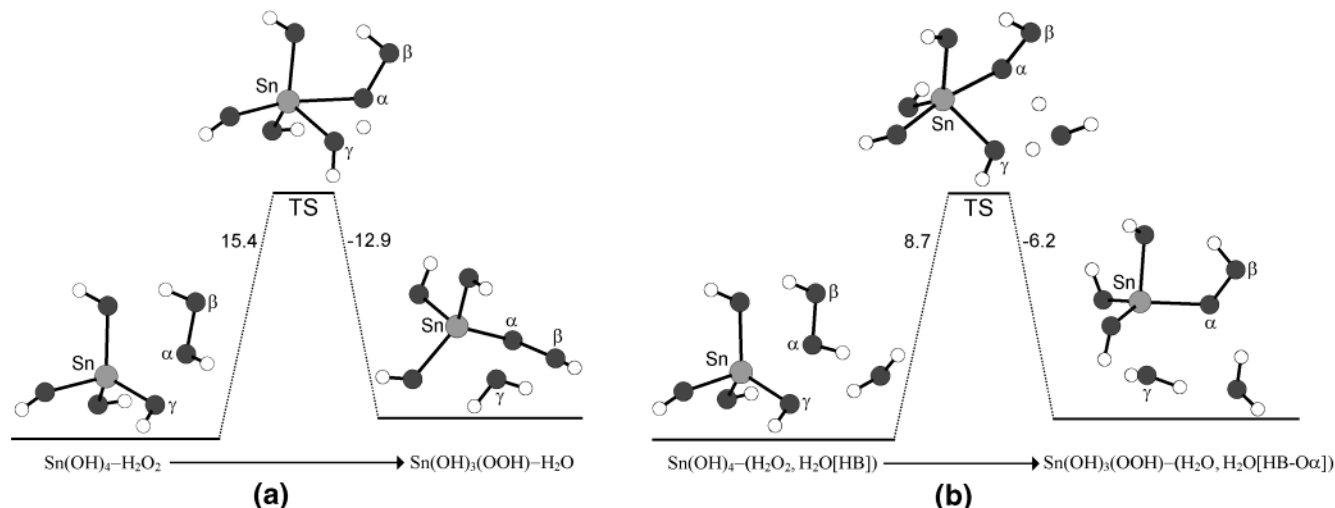 β
Sn
α
γ
TS
15.4
-12.9
β
α
Sn
γ
Sn
α
β
γ
Sn(OH)₄–H₂O₂
Sn(OH)₃(OOH)–H₂O
(a)
β
α
Sn
γ
TS
8.7
-6.2
β
α
Sn
γ
Sn
β
α
γ
Sn(OH)₄–(H₂O₂, H₂O[HB])
Sn(OH)₃(OOH)–(H₂O, H₂O[HB-Oα])
(b)